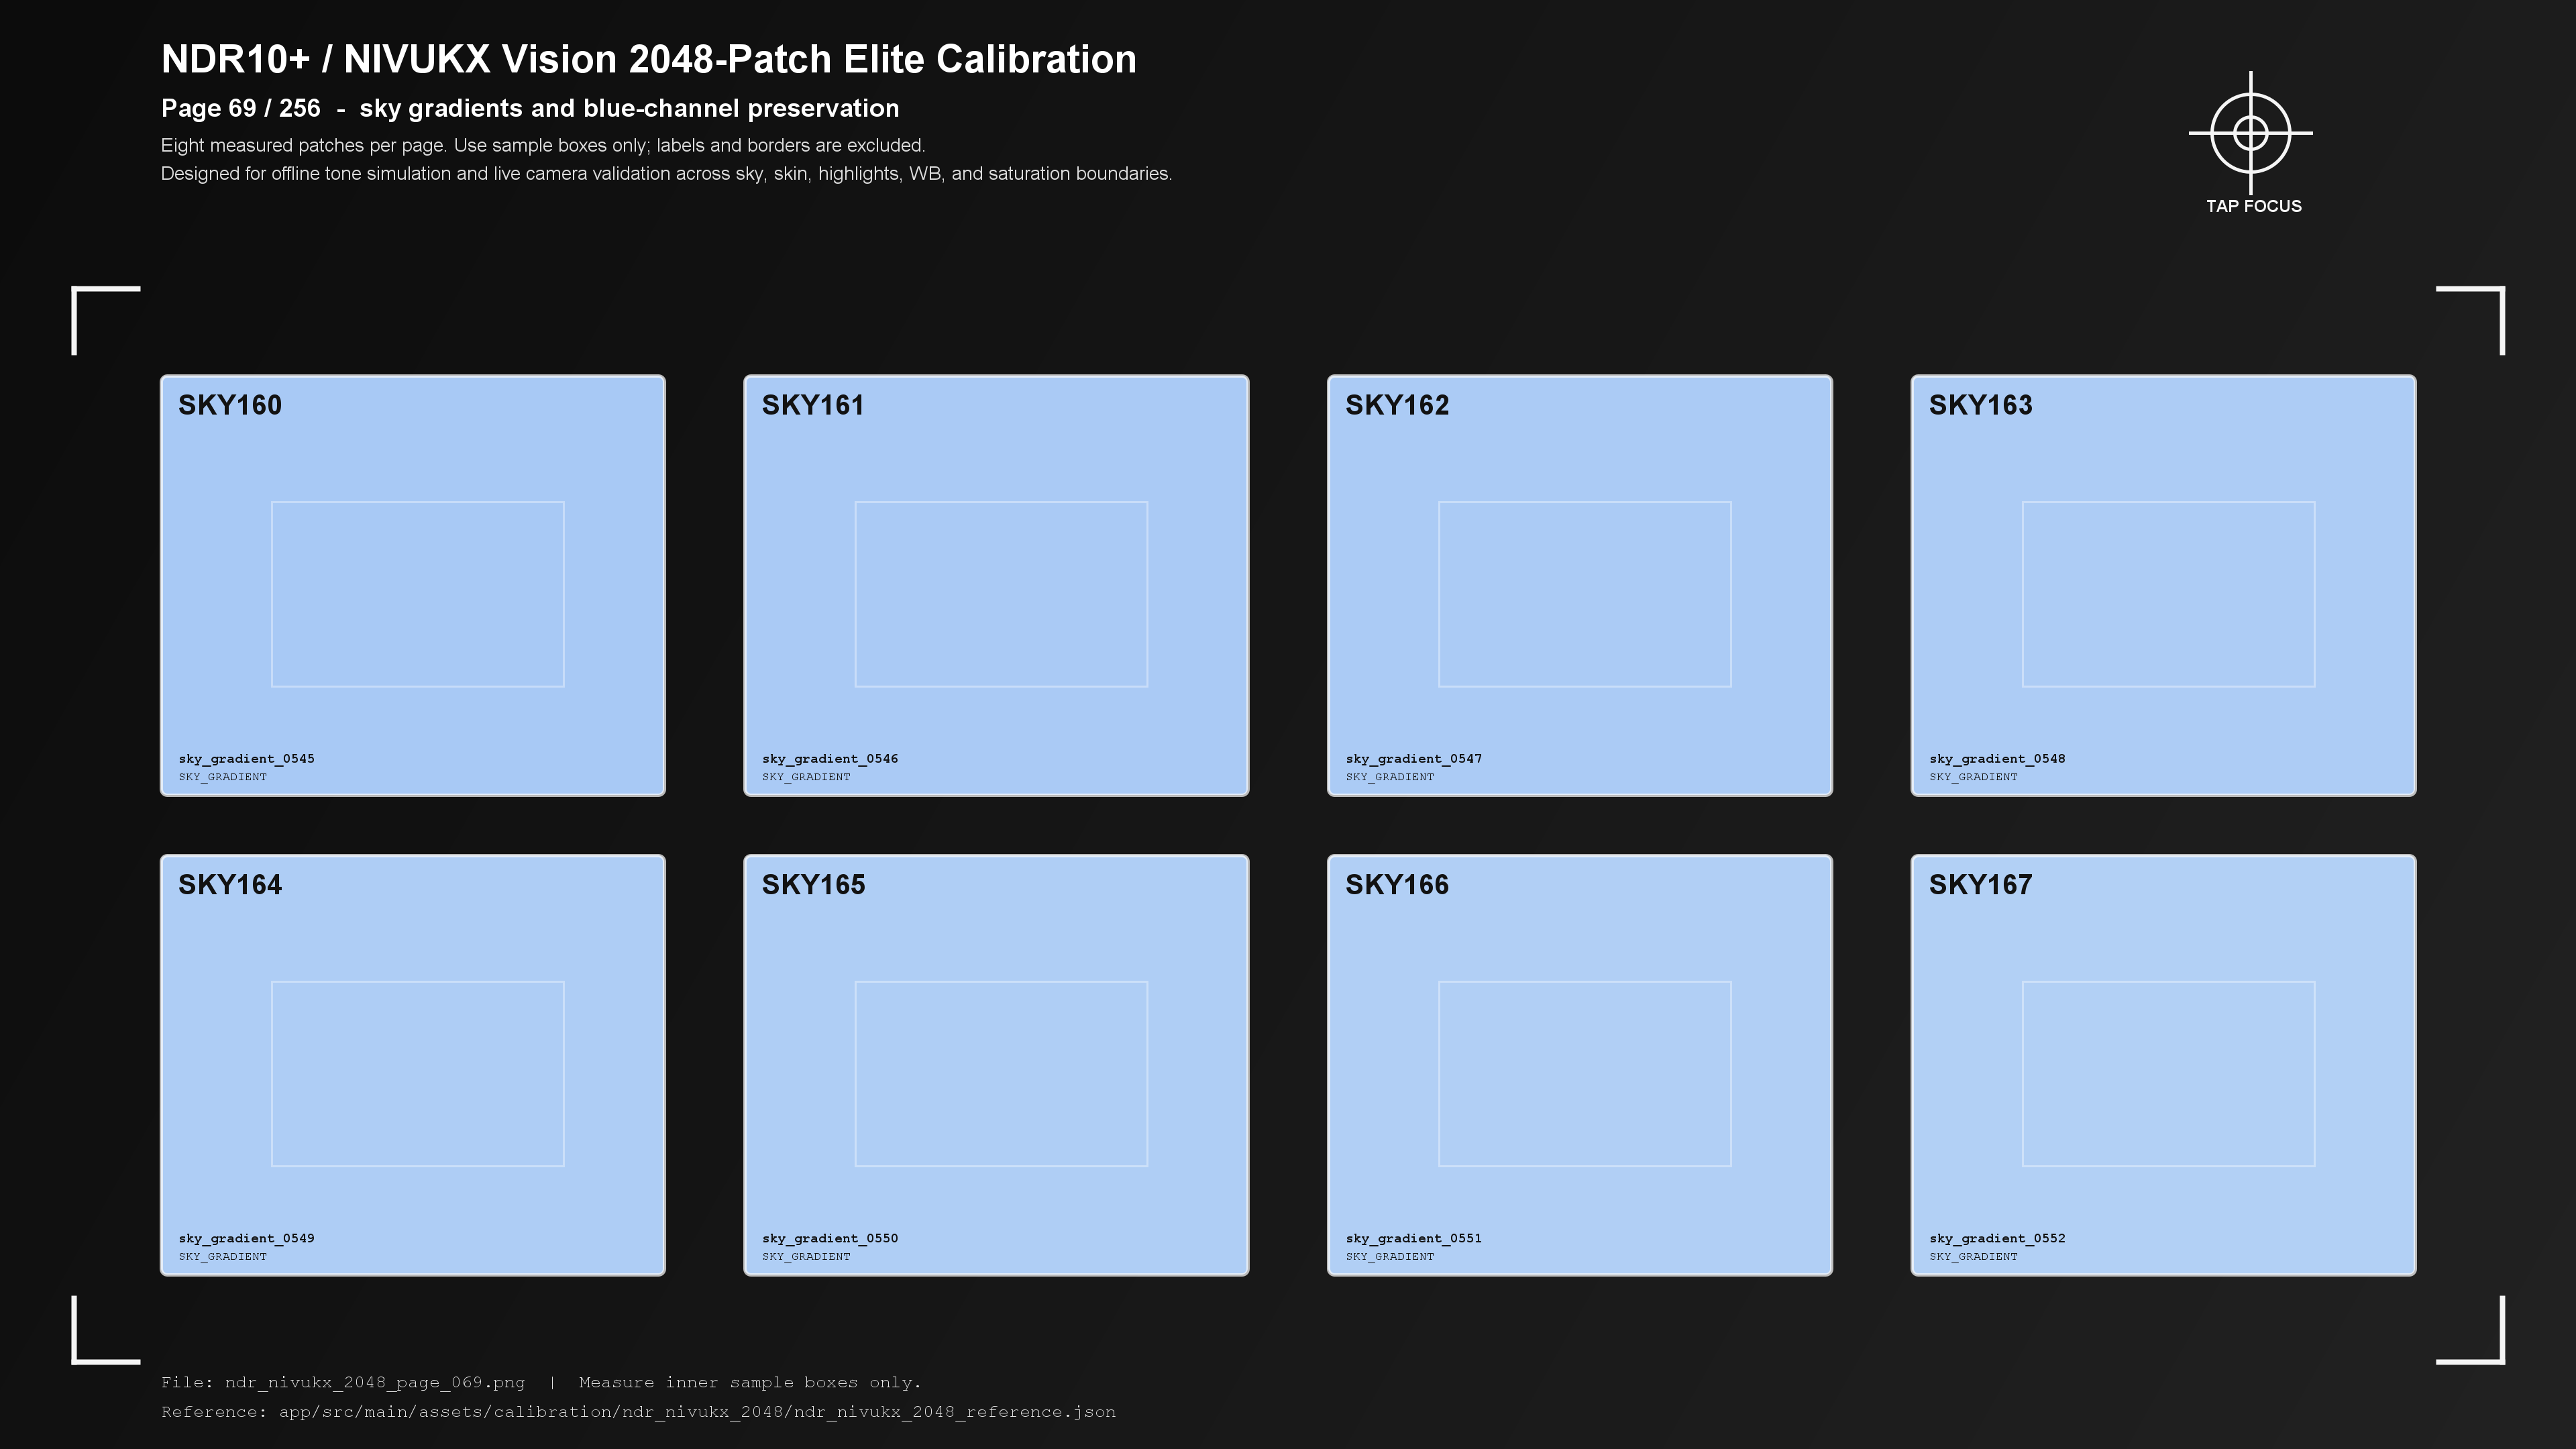 NDR10+ / NIVUKX Vision 2048-Patch Elite Calibration
Page 69 / 256 - sky gradients and blue-channel preservation
Eight measured patches per page. Use sample boxes only; labels and borders are excluded.
Designed for offline tone simulation and live camera validation across sky, skin, highlights, WB, and saturation boundaries.
TAP FOCUS
SKY160
sky_gradient_0545
SKY_GRADIENT
SKY161
sky_gradient_0546
SKY_GRADIENT
SKY162
sky_gradient_0547
SKY_GRADIENT
SKY163
sky_gradient_0548
SKY_GRADIENT
SKY164
sky_gradient_0549
SKY_GRADIENT
SKY165
sky_gradient_0550
SKY_GRADIENT
SKY166
sky_gradient_0551
SKY_GRADIENT
SKY167
sky_gradient_0552
SKY_GRADIENT
File: ndr_nivukx_2048_page_069.png | Measure inner sample boxes only.
Reference: app/src/main/assets/calibration/ndr_nivukx_2048/ndr_nivukx_2048_reference.json